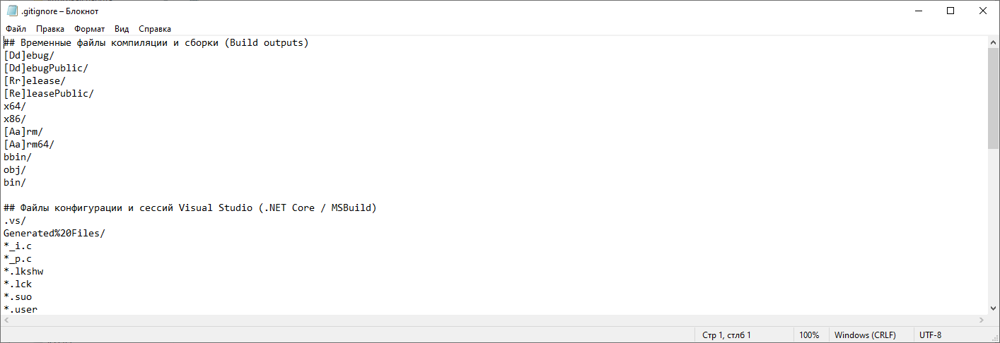 .gitignore – Блокнот
Файл Правка Формат Вид Справка
## Временные файлы компиляции и сборки (Build outputs)
[Dd]ebug/
[Dd]ebugPublic/
[Rr]elease/
[Re]leasePublic/
x64/
x86/
[Aa]rm/
[Aa]rm64/
bbin/
obj/
bin/
## Файлы конфигурации и сессий Visual Studio (.NET Core / MSBuild)
.vs/
Generated%20Files/
*_i.c
*_p.c
*.lkshw
*.lck
*.suo
*.user
Стр 1, стлб 1 100% Windows (CRLF) UTF-8